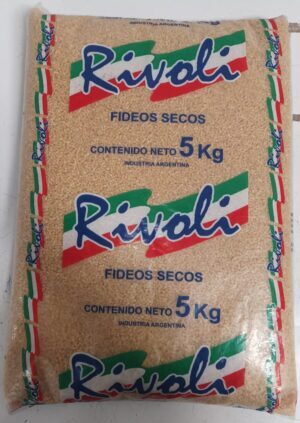 Rivoli
FIDEOS SECOS
CONTENIDO NETO 5 Kg
INDUSTRIA ARGENTINA
Rivoli
FIDEOS SECOS
CONTENIDO NETO 5 Kg
INDUSTRIA ARGENTINA
Rivoli